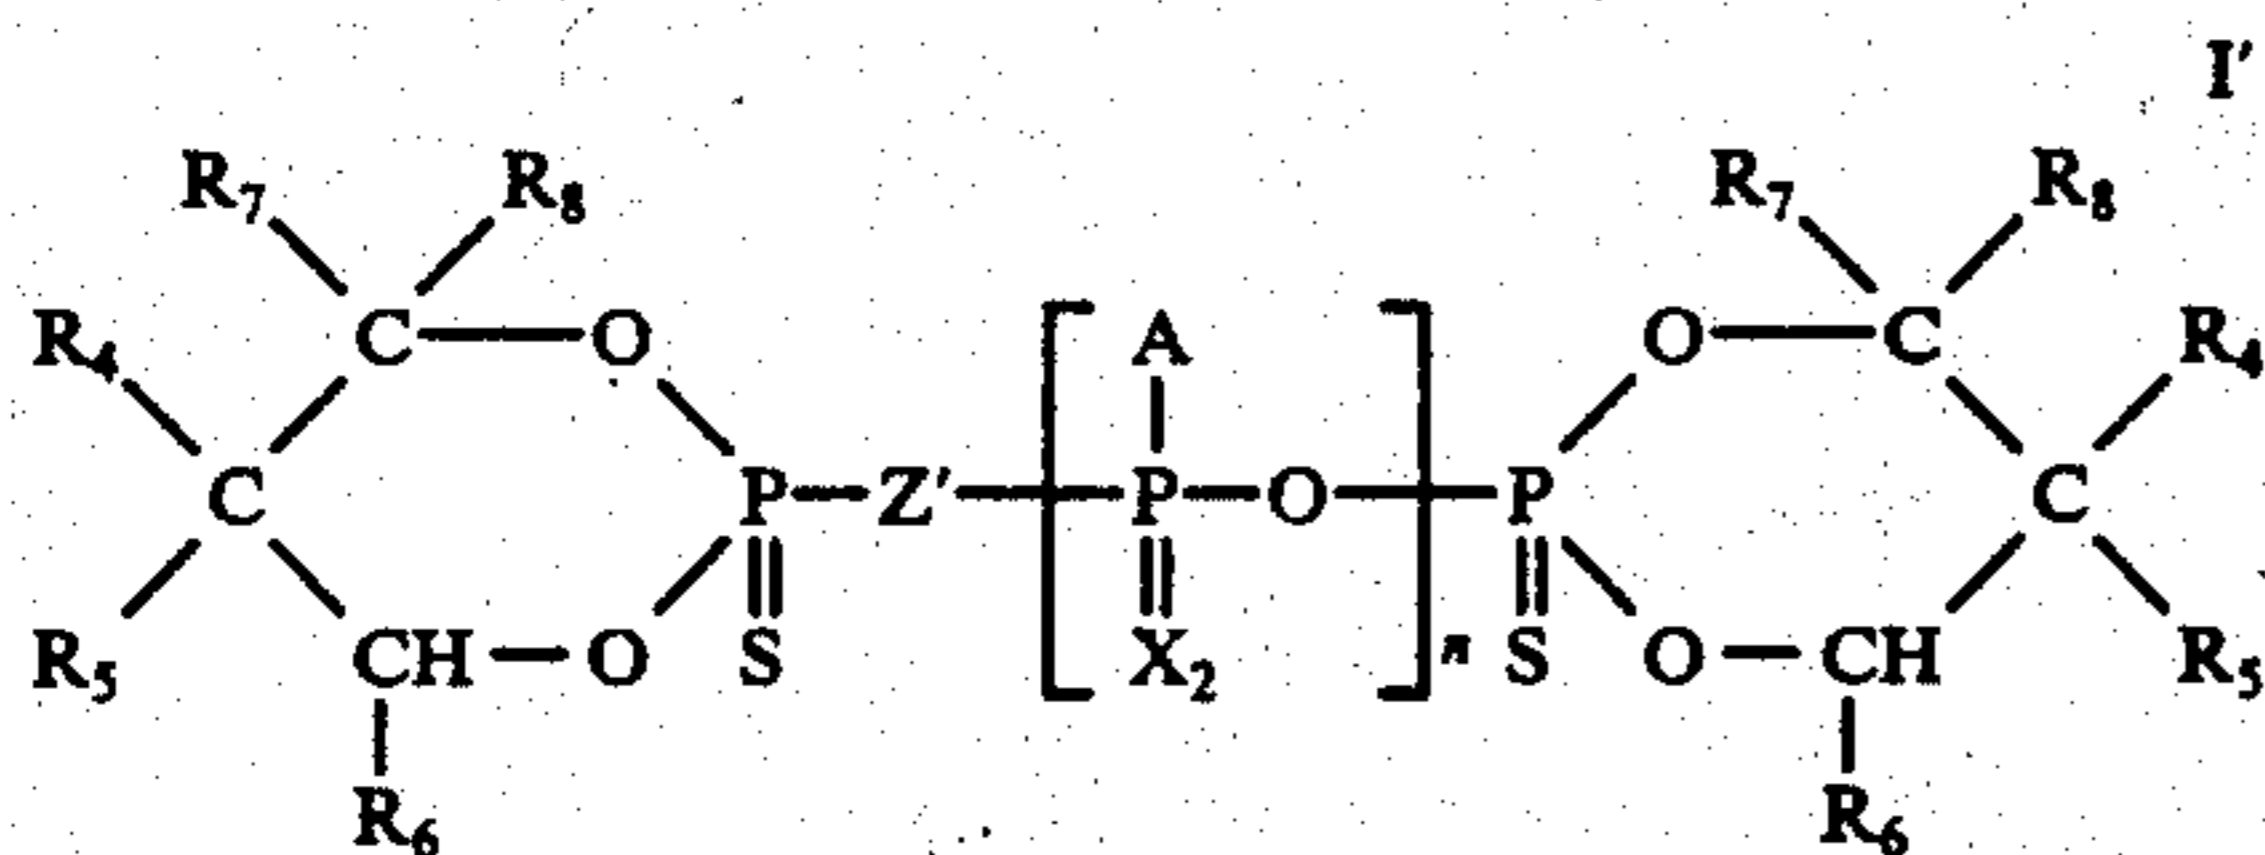 I'
R7 R8 R7 R8
R4 C O A O C R4
C P Z' P O P C
R5 CH O S X2 n S O CH R5
R6 R6